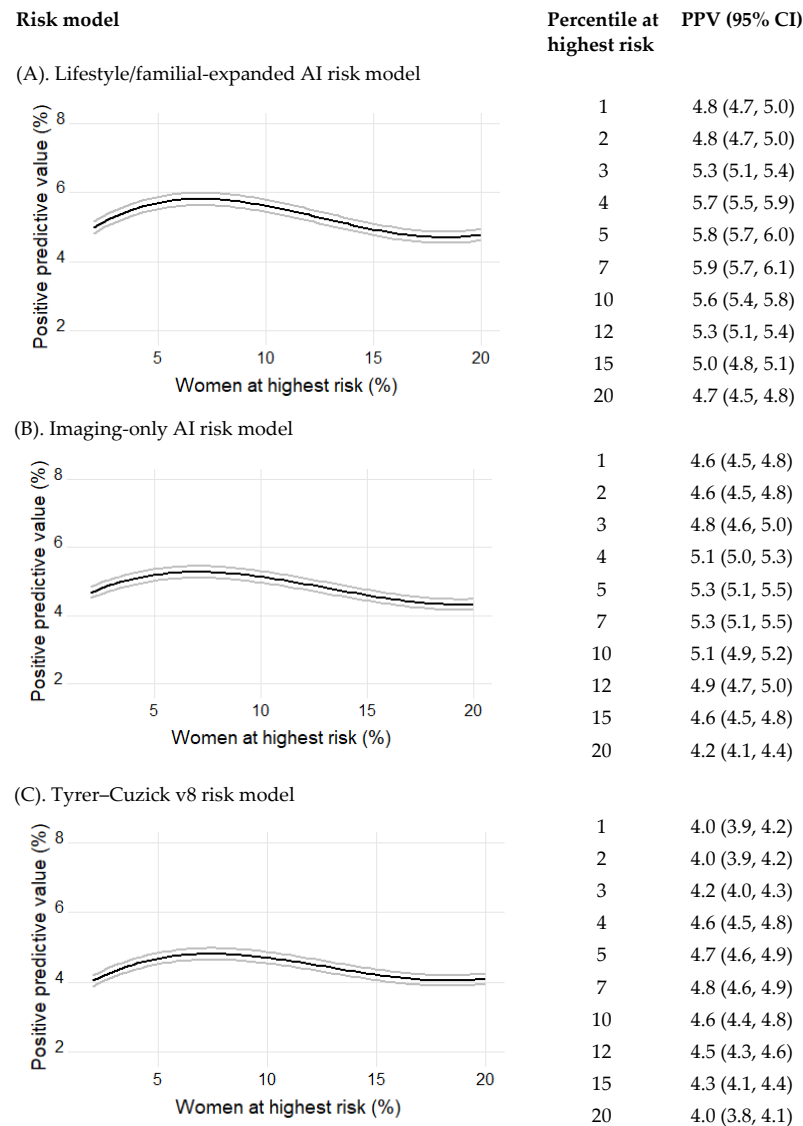 Risk model
Percentile at highest risk
PPV (95% CI)
(A). Lifestyle/familial-expanded AI risk model
Positive predictive value (%)
8
6
4
2
5 10 15 20
Women at highest risk (%)
1 4.8 (4.7, 5.0)
2 4.8 (4.7, 5.0)
3 5.3 (5.1, 5.4)
4 5.7 (5.5, 5.9)
5 5.8 (5.7, 6.0)
7 5.9 (5.7, 6.1)
10 5.6 (5.4, 5.8)
12 5.3 (5.1, 5.4)
15 5.0 (4.8, 5.1)
20 4.7 (4.5, 4.8)
(B). Imaging-only AI risk model
Positive predictive value (%)
8
6
4
2
5 10 15 20
Women at highest risk (%)
1 4.6 (4.5, 4.8)
2 4.6 (4.5, 4.8)
3 4.8 (4.6, 5.0)
4 5.1 (5.0, 5.3)
5 5.3 (5.1, 5.5)
7 5.3 (5.1, 5.5)
10 5.1 (4.9, 5.2)
12 4.9 (4.7, 5.0)
15 4.6 (4.5, 4.8)
20 4.2 (4.1, 4.4)
(C). Tyrer–Cuzick v8 risk model
Positive predictive value (%)
8
6
4
2
5 10 15 20
Women at highest risk (%)
1 4.0 (3.9, 4.2)
2 4.0 (3.9, 4.2)
3 4.2 (4.0, 4.3)
4 4.6 (4.5, 4.8)
5 4.7 (4.6, 4.9)
7 4.8 (4.6, 4.9)
10 4.6 (4.4, 4.8)
12 4.5 (4.3, 4.6)
15 4.3 (4.1, 4.4)
20 4.0 (3.8, 4.1)